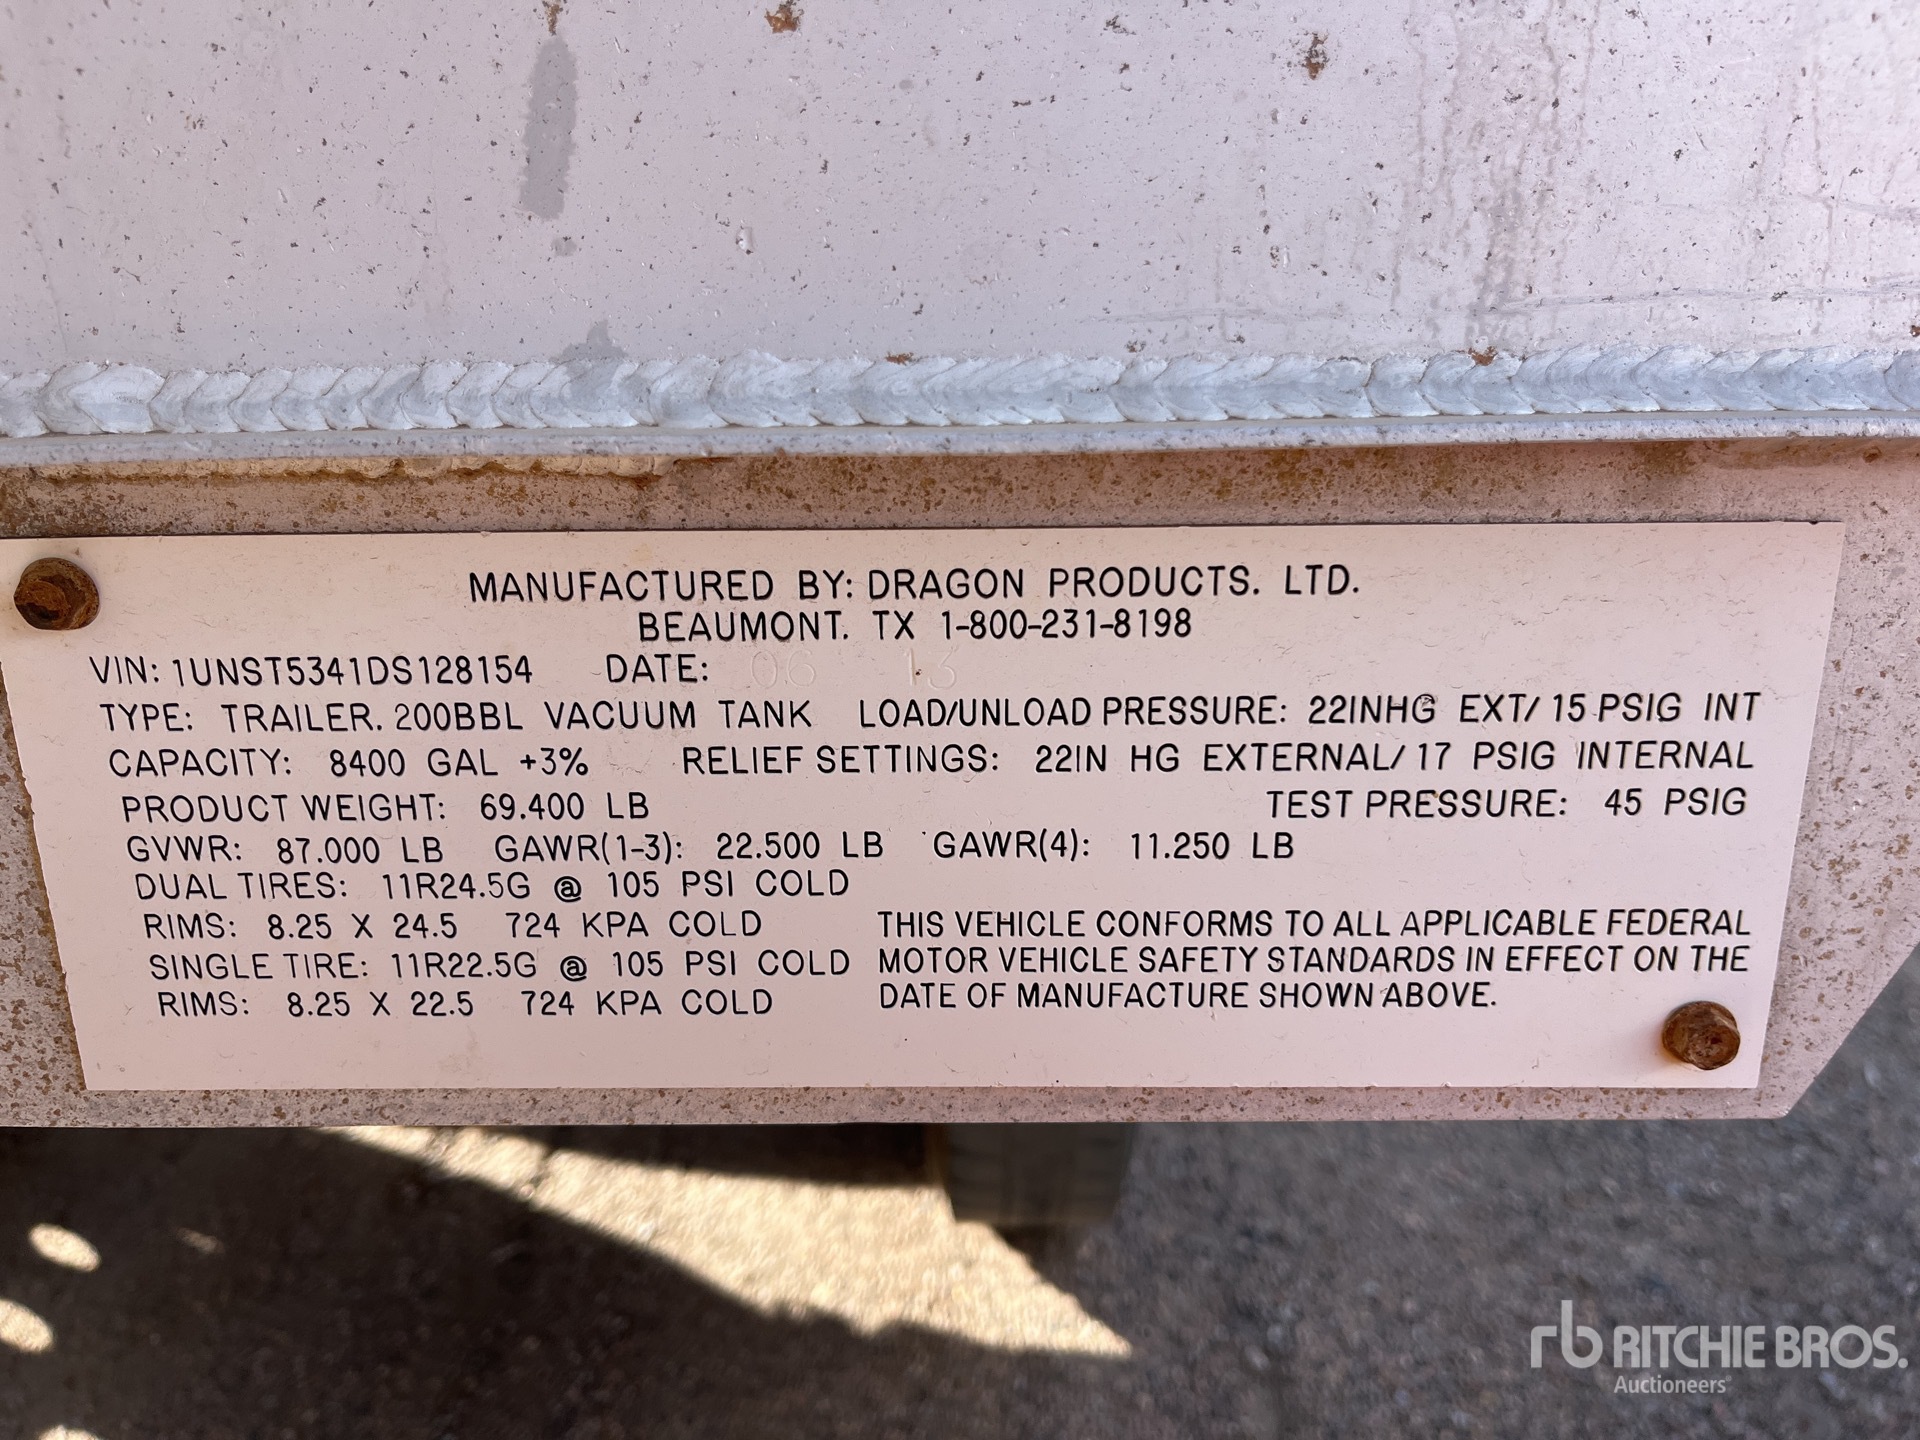 MANUFACTURED BY: DRAGON PRODUCTS. LTD.
BEAUMONT. TX 1-800-231-8198
VIN: 1UNST5341DS128154 DATE: 06 13
TYPE: TRAILER. 200BBL VACUUM TANK LOAD/UNLOAD PRESSURE: 22INHG EXT/ 15 PSIG INT
CAPACITY: 8400 GAL +3% RELIEF SETTINGS: 22IN HG EXTERNAL/ 17 PSIG INTERNAL
PRODUCT WEIGHT: 69.400 LB TEST PRESSURE: 45 PSIG
GVWR: 87.000 LB GAWR(1-3): 22.500 LB GAWR(4): 11.250 LB
DUAL TIRES: 11R24.5G @ 105 PSI COLD
RIMS: 8.25 X 24.5 724 KPA COLD
SINGLE TIRE: 11R22.5G @ 105 PSI COLD
RIMS: 8.25 X 22.5 724 KPA COLD
THIS VEHICLE CONFORMS TO ALL APPLICABLE FEDERAL
MOTOR VEHICLE SAFETY STANDARDS IN EFFECT ON THE
DATE OF MANUFACTURE SHOWN ABOVE.
rb RITCHIE BROS.
Auctioneers